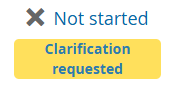 Not started
Clarification
requested